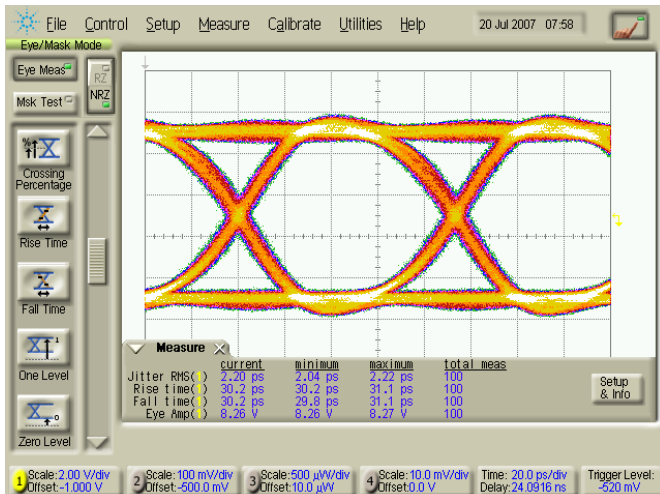 File Control Setup Measure Calibrate Utilities Help 20 Jul 2007 07:58
Eye/Mask Mode
Eye Meas
RZ
Msk Test
NRZ
Crossing
Percentage
Rise Time
Fall Time
One Level
Zero Level
Measure
current minimum maximum total meas
Jitter RMS(1) 2.20 ps 2.04 ps 2.22 ps 100
Rise time(1) 30.2 ps 30.2 ps 31.1 ps 100
Fall time(1) 30.2 ps 29.8 ps 31.1 ps 100
Eye Amp(1) 8.26 V 8.26 V 8.27 V 100
Setup
& Info
1 Scale:2.00 V/div
Offset:-1.000 V
2 Scale:100 mV/div
Offset:-500.0 mV
3 Scale:500 µW/div
Offset:10.0 µW
4 Scale:10.0 mV/div
Offset:0.0 V
Time: 20.0 ps/div
Delay:24.0916 ns
Trigger Level:
-520 mV